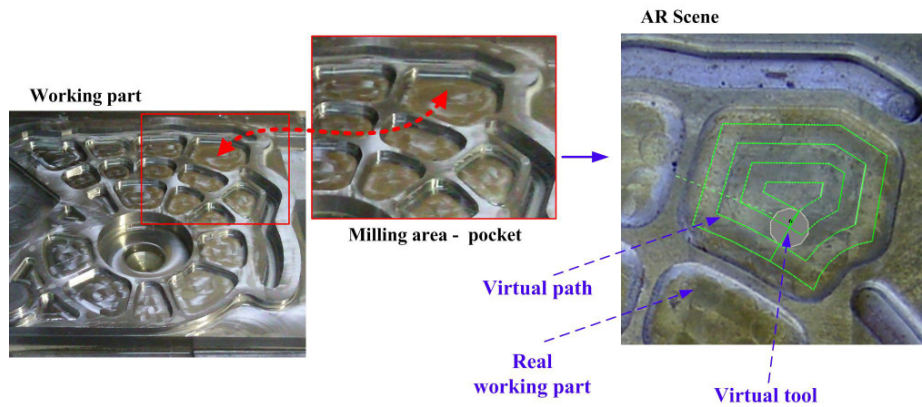 AR Scene
Working part
Milling area - pocket
Virtual path
Real
working part
Virtual tool